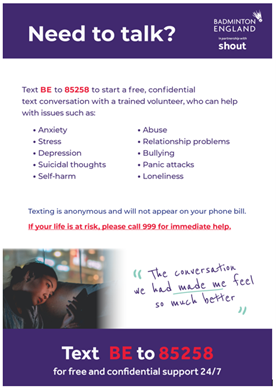 Need to talk?
BADMINTON
ENGLAND
in partnership with
shout
Text BE to 85258 to start a free, confidential
text conversation with a trained volunteer, who can help
with issues such as:
• Anxiety
• Stress
• Depression
• Suicidal thoughts
• Self-harm
• Abuse
• Relationship problems
• Bullying
• Panic attacks
• Loneliness
Texting is anonymous and will not appear on your phone bill.
If your life is at risk, please call 999 for immediate help.
“ The conversation
we had made me feel
so much better ”
Text BE to 85258
for free and confidential support 24/7